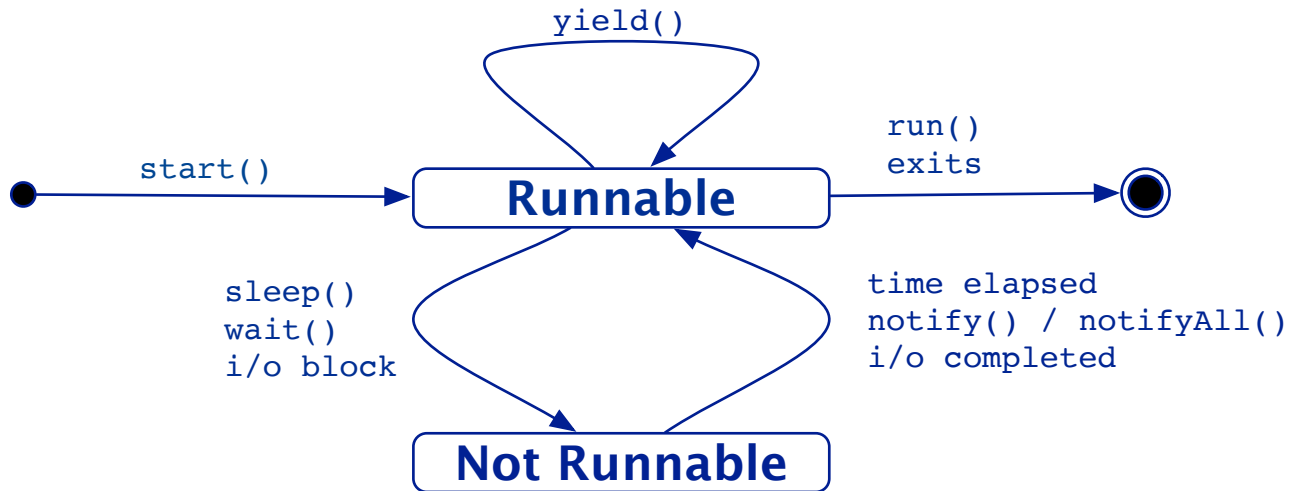 yield()
start()
run()
exits
Runnable
sleep()
wait()
i/o block
time elapsed
notify() / notifyAll()
i/o completed
Not Runnable